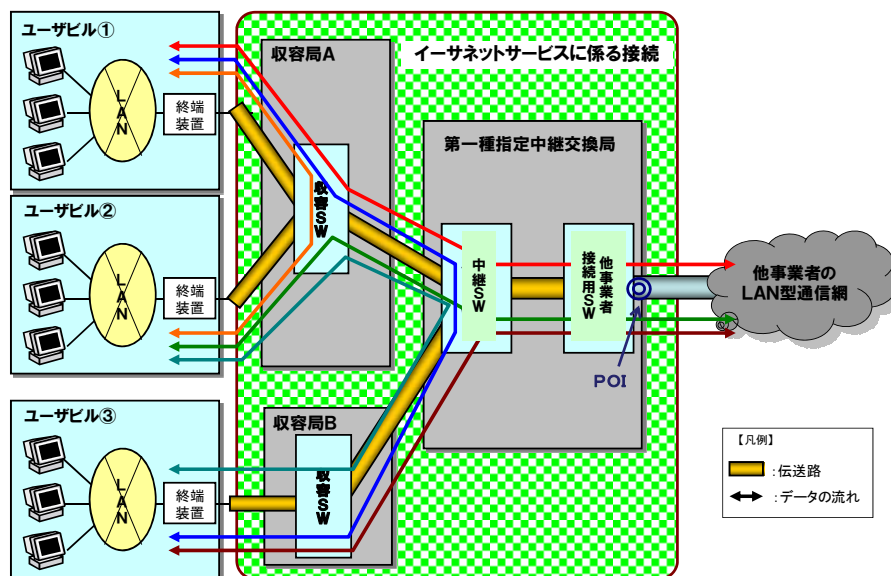 ユーザビル①
LAN
終端
装置
ユーザビル②
LAN
終端
装置
ユーザビル③
LAN
終端
装置
イーサネットサービスに係る接続
収容局A
収容SW
収容局B
収容SW
第一種指定中継交換局
中継SW
他事業者
接続用SW
POI
他事業者の
LAN型通信網
【凡例】
:伝送路
:データの流れ